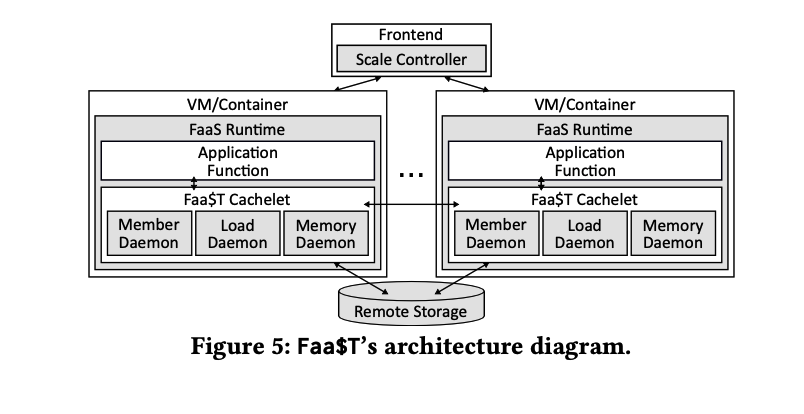 Frontend
Scale Controller
VM/Container
FaaS Runtime
Application
Function
Faa$T Cachelet
Member
Daemon
Load
Daemon
Memory
Daemon
...
VM/Container
FaaS Runtime
Application
Function
Faa$T Cachelet
Member
Daemon
Load
Daemon
Memory
Daemon
Remote Storage
Figure 5: Faa$T’s architecture diagram.